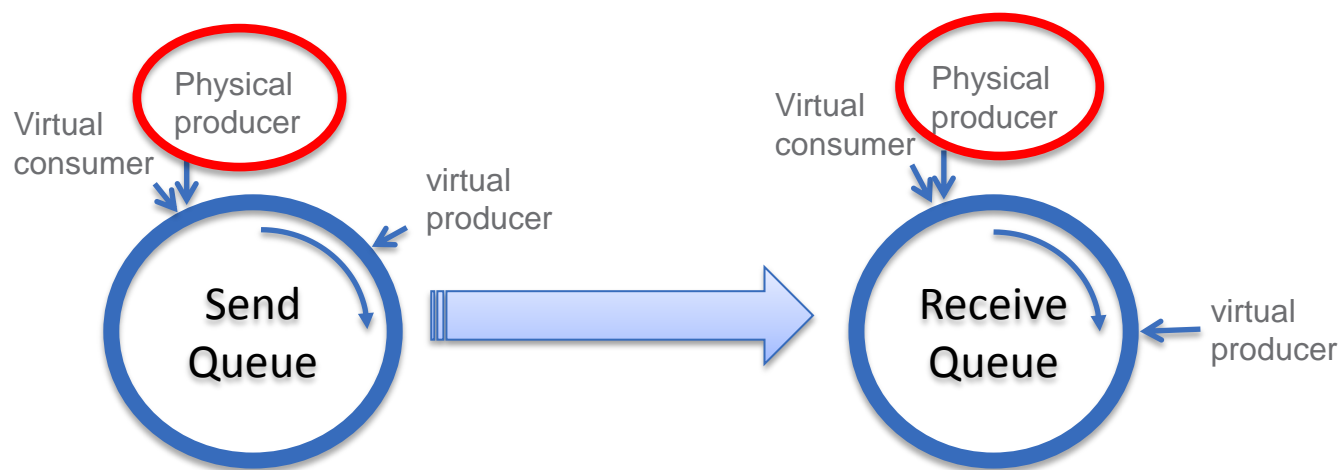 Physical
producer
Virtual
consumer
virtual
producer
Send
Queue
Physical
producer
Virtual
consumer
virtual
producer
Receive
Queue